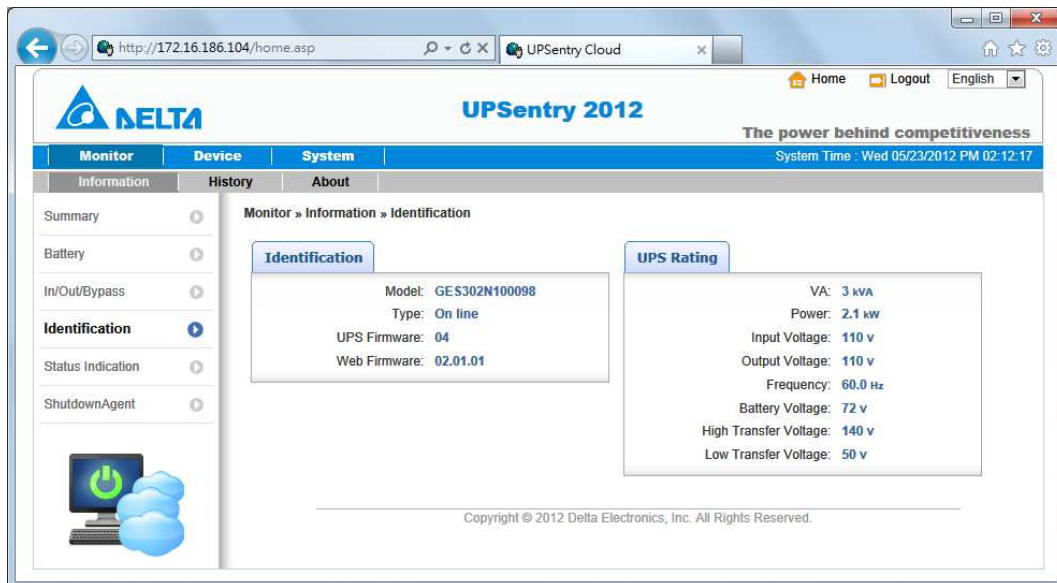 http://172.16.186.104/home.asp
UPSentry Cloud
Home
Logout
English
DELTA
UPSentry 2012
The power behind competitiveness
Monitor
Device
System
System Time : Wed 05/23/2012 PM 02:12:17
Information
History
About
Summary
Battery
In/Out/Bypass
Identification
Status Indication
ShutdownAgent
Monitor » Information » Identification
Identification
Model: GES302N100098
Type: On line
UPS Firmware: 04
Web Firmware: 02.01.01
UPS Rating
VA: 3 kVA
Power: 2.1 kW
Input Voltage: 110 v
Output Voltage: 110 v
Frequency: 60.0 Hz
Battery Voltage: 72 v
High Transfer Voltage: 140 v
Low Transfer Voltage: 50 v
Copyright © 2012 Delta Electronics, Inc. All Rights Reserved.